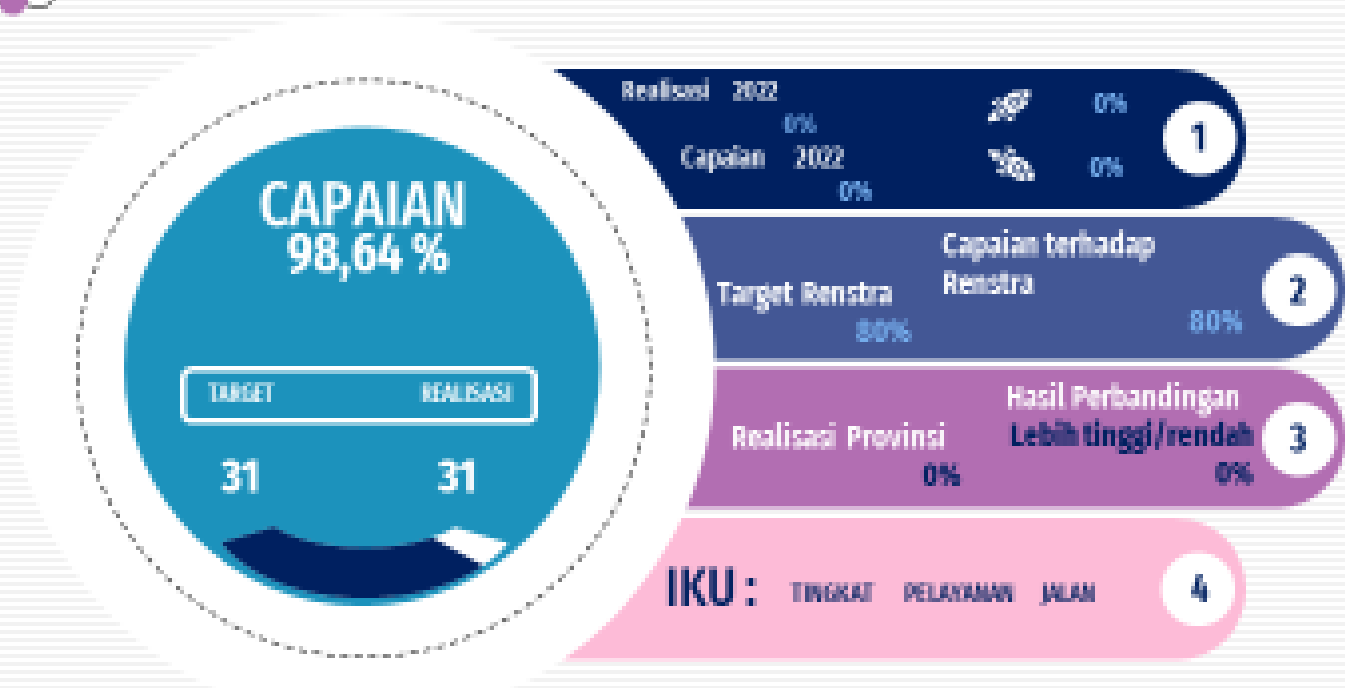 CAPAIAN
98,64 %
TARGET REALISASI
31 31
Realisasi 2022
0%
Capaian 2022
0%
0%
0%
1
Target Renstra
80%
Capaian terhadap
Renstra
80%
2
Realisasi Provinsi
0%
Hasil Perbandingan
Lebih tinggi/rendah
0%
3
IKU : TINGKAT PELAYANAN JALAN
4